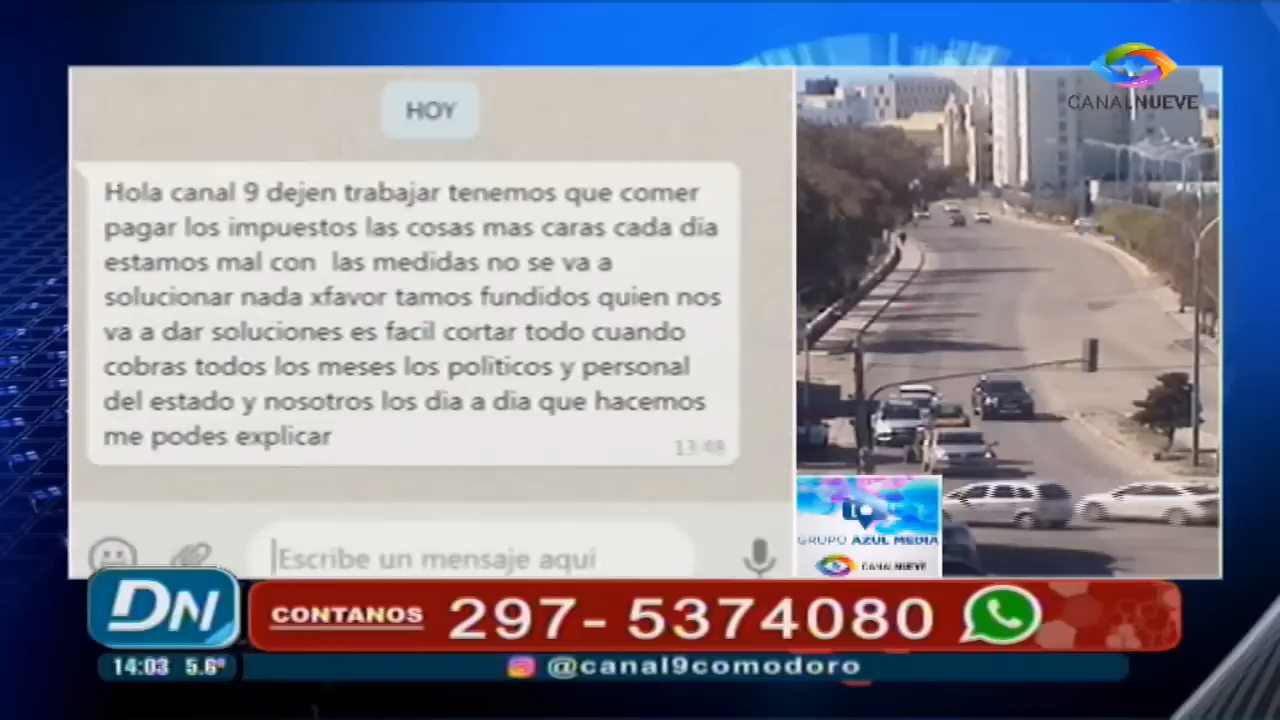 CANALNUEVE
HOY
Hola canal 9 dejen trabajar tenemos que comer
pagar los impuestos las cosas mas caras cada día
estamos mal con las medidas no se va a
solucionar nada xfavor tamos fundidos quien nos
va a dar soluciones es facil cortar todo cuando
cobras todos los meses los políticos y personal
del estado y nosotros los dia a dia que hacemos
me podes explicar
13:48
Escribe un mensaje aquí
GRUPO AZUL MEDIA
CANALNUEVE
DN
CONTANOS 297- 5374080
14:03 5.6º
@canal9comodoro